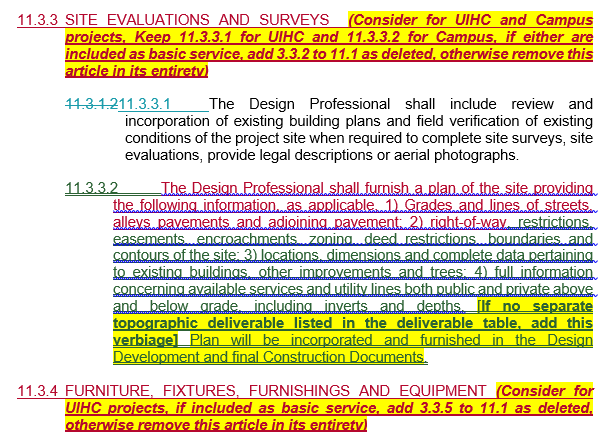 11.3.3 SITE EVALUATIONS AND SURVEYS (Consider for UIHC and Campus
projects, Keep 11.3.3.1 for UIHC and 11.3.3.2 for Campus, if either are
included as basic service, add 3.3.2 to 11.1 as deleted, otherwise remove this
article in its entirety)
11.3.1.211.3.3.1 The Design Professional shall include review and
incorporation of existing building plans and field verification of existing
conditions of the project site when required to complete site surveys, site
evaluations, provide legal descriptions or aerial photographs.
11.3.3.2 The Design Professional shall furnish a plan of the site providing
the following information, as applicable. 1) Grades and lines of streets,
alleys pavements and adjoining pavement; 2) right-of-way, restrictions,
easements, encroachments, zoning, deed restrictions, boundaries and
contours of the site; 3) locations, dimensions and complete data pertaining
to existing buildings, other improvements and trees; 4) full information
concerning available services and utility lines both public and private above
and below grade, including inverts and depths. [If no separate
topographic deliverable listed in the deliverable table, add this
verbiage] Plan will be incorporated and furnished in the Design
Development and final Construction Documents.
11.3.4 FURNITURE, FIXTURES, FURNISHINGS AND EQUIPMENT (Consider for
UIHC projects, if included as basic service, add 3.3.5 to 11.1 as deleted,
otherwise remove this article in its entirety)